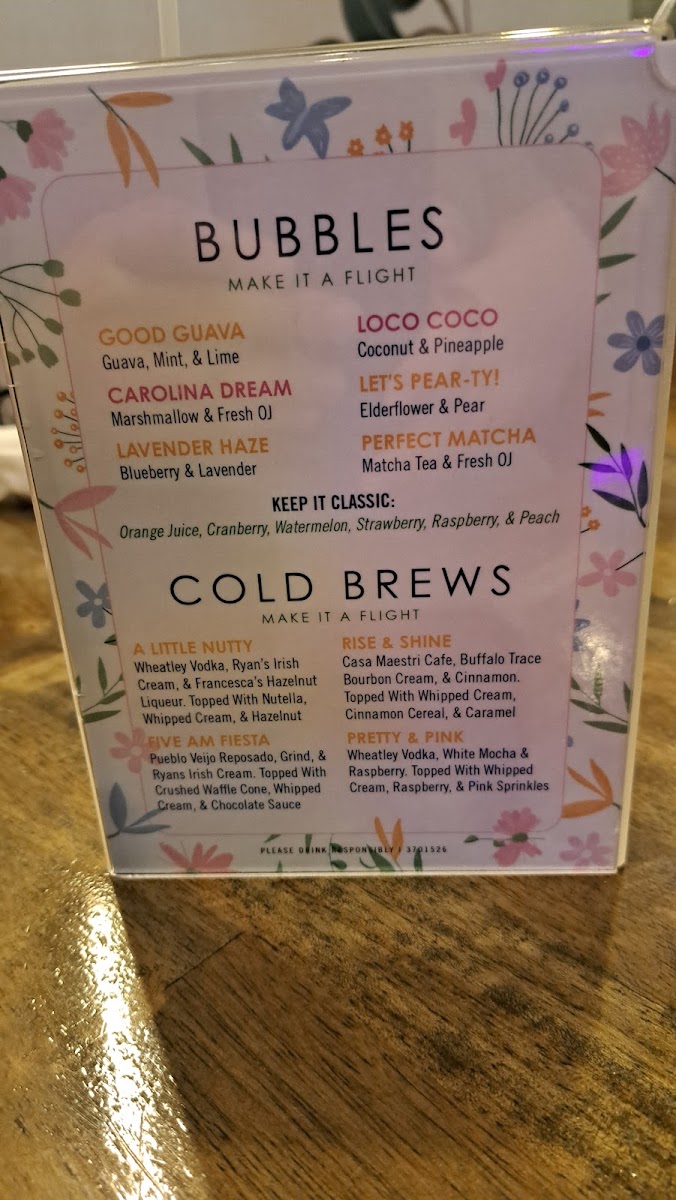 BUBBLES
MAKE IT A FLIGHT
GOOD GUAVA
Guava, Mint, & Lime
CAROLINA DREAM
Marshmallow & Fresh OJ
LAVENDER HAZE
Blueberry & Lavender
LOCO COCO
Coconut & Pineapple
LET'S PEAR-TY!
Elderflower & Pear
PERFECT MATCHA
Matcha Tea & Fresh OJ
KEEP IT CLASSIC:
Orange Juice, Cranberry, Watermelon, Strawberry, Raspberry, & Peach
COLD BREWS
MAKE IT A FLIGHT
A LITTLE NUTTY
Wheatley Vodka, Ryan's Irish
Cream, & Francesca's Hazelnut
Liqueur. Topped With Nutella,
Whipped Cream, & Hazelnut
FIVE AM FIESTA
Pueblo Veijo Reposado, Grind, &
Ryans Irish Cream. Topped With
Crushed Waffle Cone, Whipped
Cream, & Chocolate Sauce
RISE & SHINE
Casa Maestri Cafe, Buffalo Trace
Bourbon Cream, & Cinnamon.
Topped With Whipped Cream,
Cinnamon Cereal, & Caramel
PRETTY & PINK
Wheatley Vodka, White Mocha &
Raspberry. Topped With Whipped
Cream, Raspberry, & Pink Sprinkles
PLEASE DRINK RESPONSIBLY | 3701526